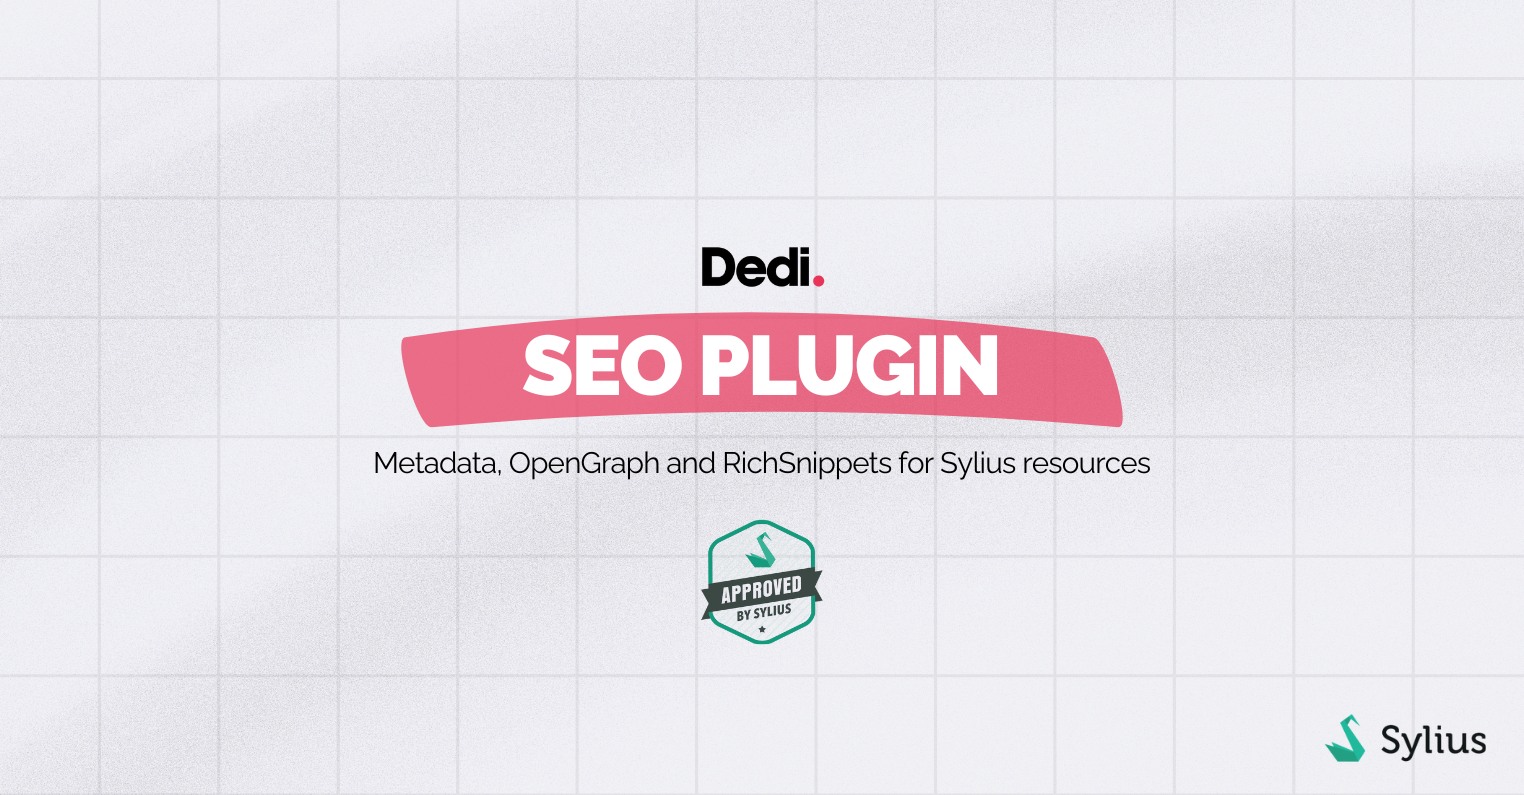 Dedi.
SEO PLUGIN
Metadata, OpenGraph and RichSnippets for Sylius resources
APPROVED
BY SYLIUS
Sylius